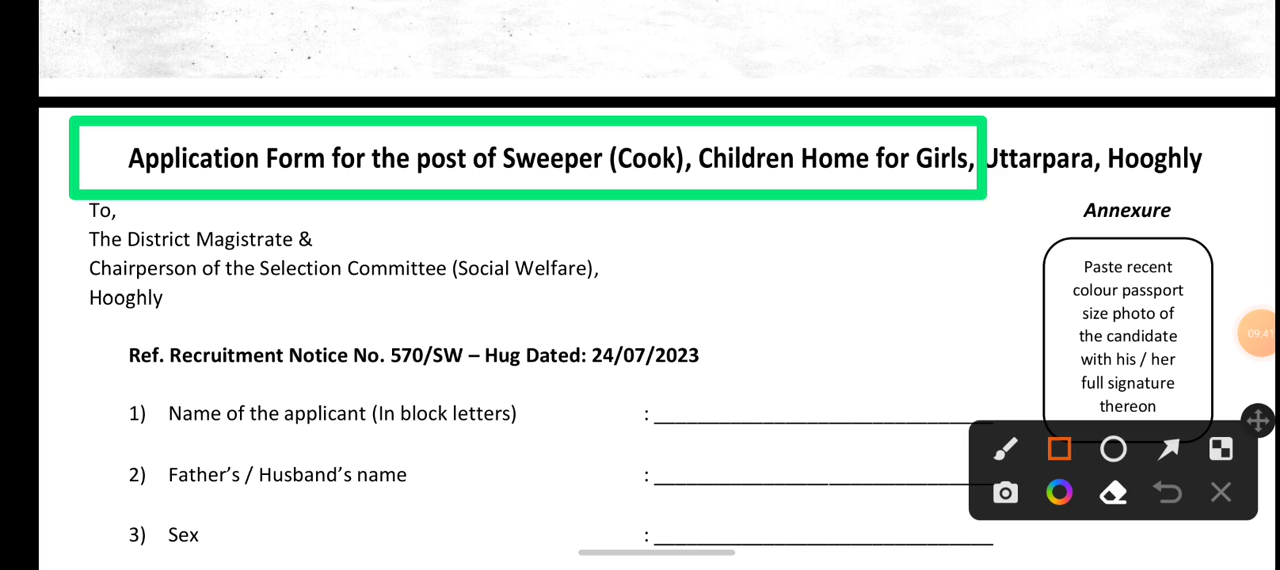 Application Form for the post of Sweeper (Cook), Children Home for Girls, Uttarpara, Hooghly
To,
Annexure
The District Magistrate &
Chairperson of the Selection Committee (Social Welfare),
Hooghly
Paste recent
colour passport
size photo of
the candidate
with his / her
full signature
thereon
Ref. Recruitment Notice No. 570/SW – Hug Dated: 24/07/2023
1) Name of the applicant (In block letters) :
2) Father's / Husband's name :
3) Sex :
09:41